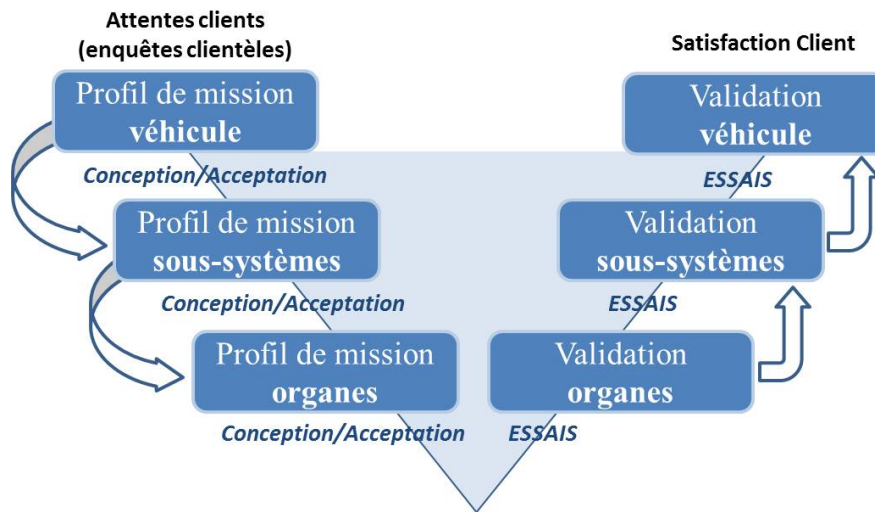 Attentes clients
(enquêtes clientèles)
Satisfaction Client
Profil de mission
véhicule
Validation
véhicule
Conception/Acceptation
ESSAIS
Profil de mission
sous-systèmes
Validation
sous-systèmes
Conception/Acceptation
ESSAIS
Profil de mission
organes
Validation
organes
Conception/Acceptation
ESSAIS